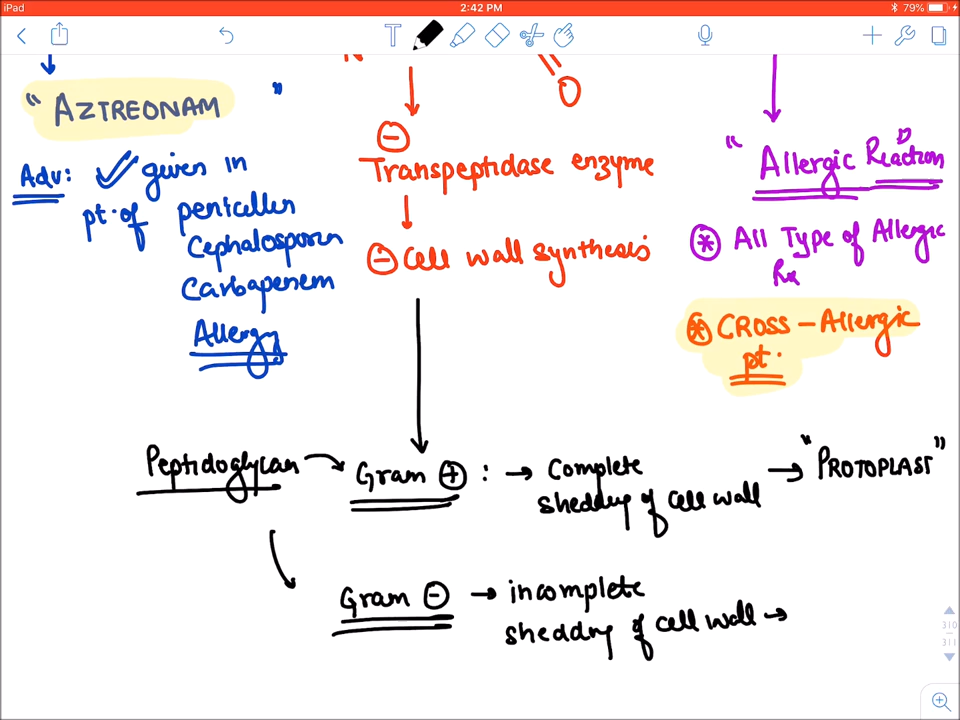 iPad
2:42 PM
79%
T
N
O
“ AZTREONAM ”
Adv: ✓ given in
pt. of penicillin
Cephalosporin
Carbapenem
Allergy
⊖
Transpeptidase enzyme
⊖ Cell wall synthesis
“ Allergic Reaction ”
* All Type of Allergic
Rx
* CROSS - Allergic
pt.
Peptidoglycan → Gram ⊕ : → Complete
shedding of cell wall → “PROTOPLAST”
Gram ⊖ → incomplete
shedding of cell wall →
310
311